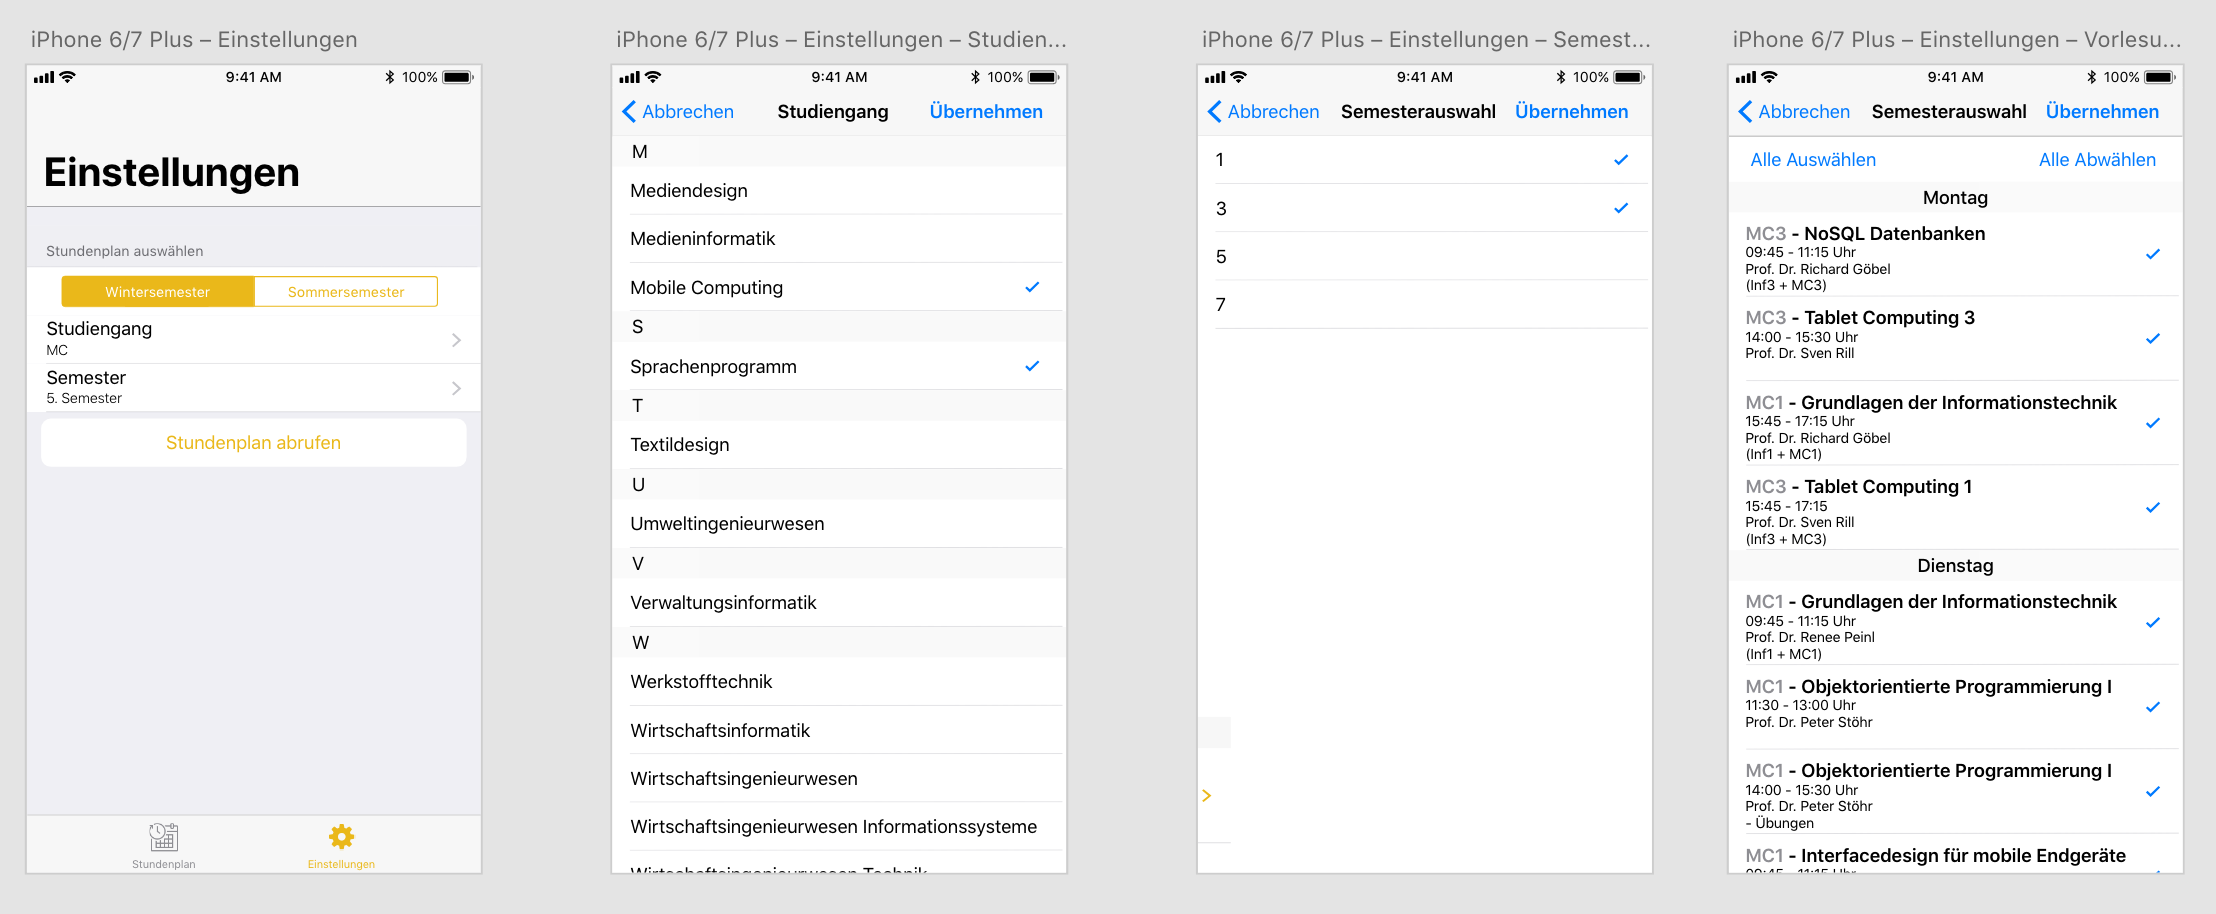 iPhone 6/7 Plus – Einstellungen
9:41 AM
100%
Einstellungen
Stundenplan auswählen
Wintersemester
Sommersemester
Studiengang
MC
Semester
5. Semester
Stundenplan abrufen
Stundenplan
Einstellungen
iPhone 6/7 Plus – Einstellungen – Studien...
9:41 AM
100%
Abbrechen
Studiengang
Übernehmen
M
Mediendesign
Medieninformatik
Mobile Computing
S
Sprachenprogramm
T
Textildesign
U
Umweltingenieurwesen
V
Verwaltungsinformatik
W
Werkstofftechnik
Wirtschaftsinformatik
Wirtschaftsingenieurwesen
Wirtschaftsingenieurwesen Informationssysteme
Wirtschaftsingenieurwesen Technik
iPhone 6/7 Plus – Einstellungen – Semest...
9:41 AM
100%
Abbrechen
Semesterauswahl
Übernehmen
1
3
5
7
iPhone 6/7 Plus – Einstellungen – Vorlesu...
9:41 AM
100%
Abbrechen
Semesterauswahl
Übernehmen
Alle Auswählen
Alle Abwählen
Montag
MC3 - NoSQL Datenbanken
09:45 - 11:15 Uhr
Prof. Dr. Richard Göbel
(Inf3 + MC3)
MC3 - Tablet Computing 3
14:00 - 15:30 Uhr
Prof. Dr. Sven Rill
MC1 - Grundlagen der Informationstechnik
15:45 - 17:15 Uhr
Prof. Dr. Richard Göbel
(Inf1 + MC1)
MC3 - Tablet Computing 1
15:45 - 17:15
Prof. Dr. Sven Rill
(Inf3 + MC3)
Dienstag
MC1 - Grundlagen der Informationstechnik
09:45 - 11:15 Uhr
Prof. Dr. Renee Peinl
(Inf1 + MC1)
MC1 - Objektorientierte Programmierung I
11:30 - 13:00 Uhr
Prof. Dr. Peter Stöhr
MC1 - Objektorientierte Programmierung I
14:00 - 15:30 Uhr
Prof. Dr. Peter Stöhr
- Übungen
MC1 - Interfacedesign für mobile Endgeräte
09:45 - 11:15 Uhr